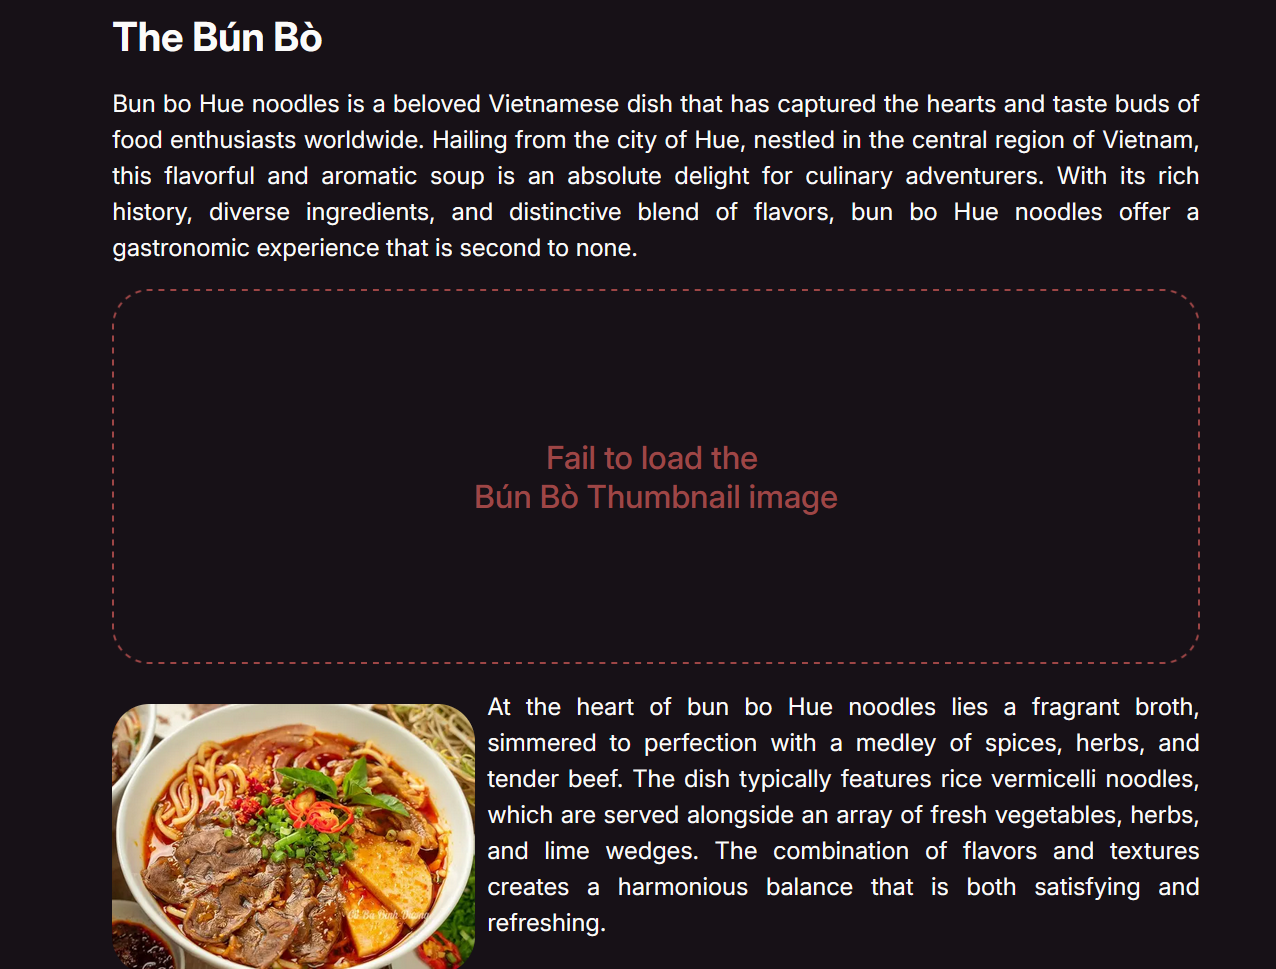 The Bún Bò
Bun bo Hue noodles is a beloved Vietnamese dish that has captured the hearts and taste buds of
food enthusiasts worldwide. Hailing from the city of Hue, nestled in the central region of Vietnam,
this flavorful and aromatic soup is an absolute delight for culinary adventurers. With its rich
history, diverse ingredients, and distinctive blend of flavors, bun bo Hue noodles offer a
gastronomic experience that is second to none.
Fail to load the
Bún Bò Thumbnail image
At the heart of bun bo Hue noodles lies a fragrant broth,
simmered to perfection with a medley of spices, herbs, and
tender beef. The dish typically features rice vermicelli noodles,
which are served alongside an array of fresh vegetables, herbs,
and lime wedges. The combination of flavors and textures
creates a harmonious balance that is both satisfying and
refreshing.